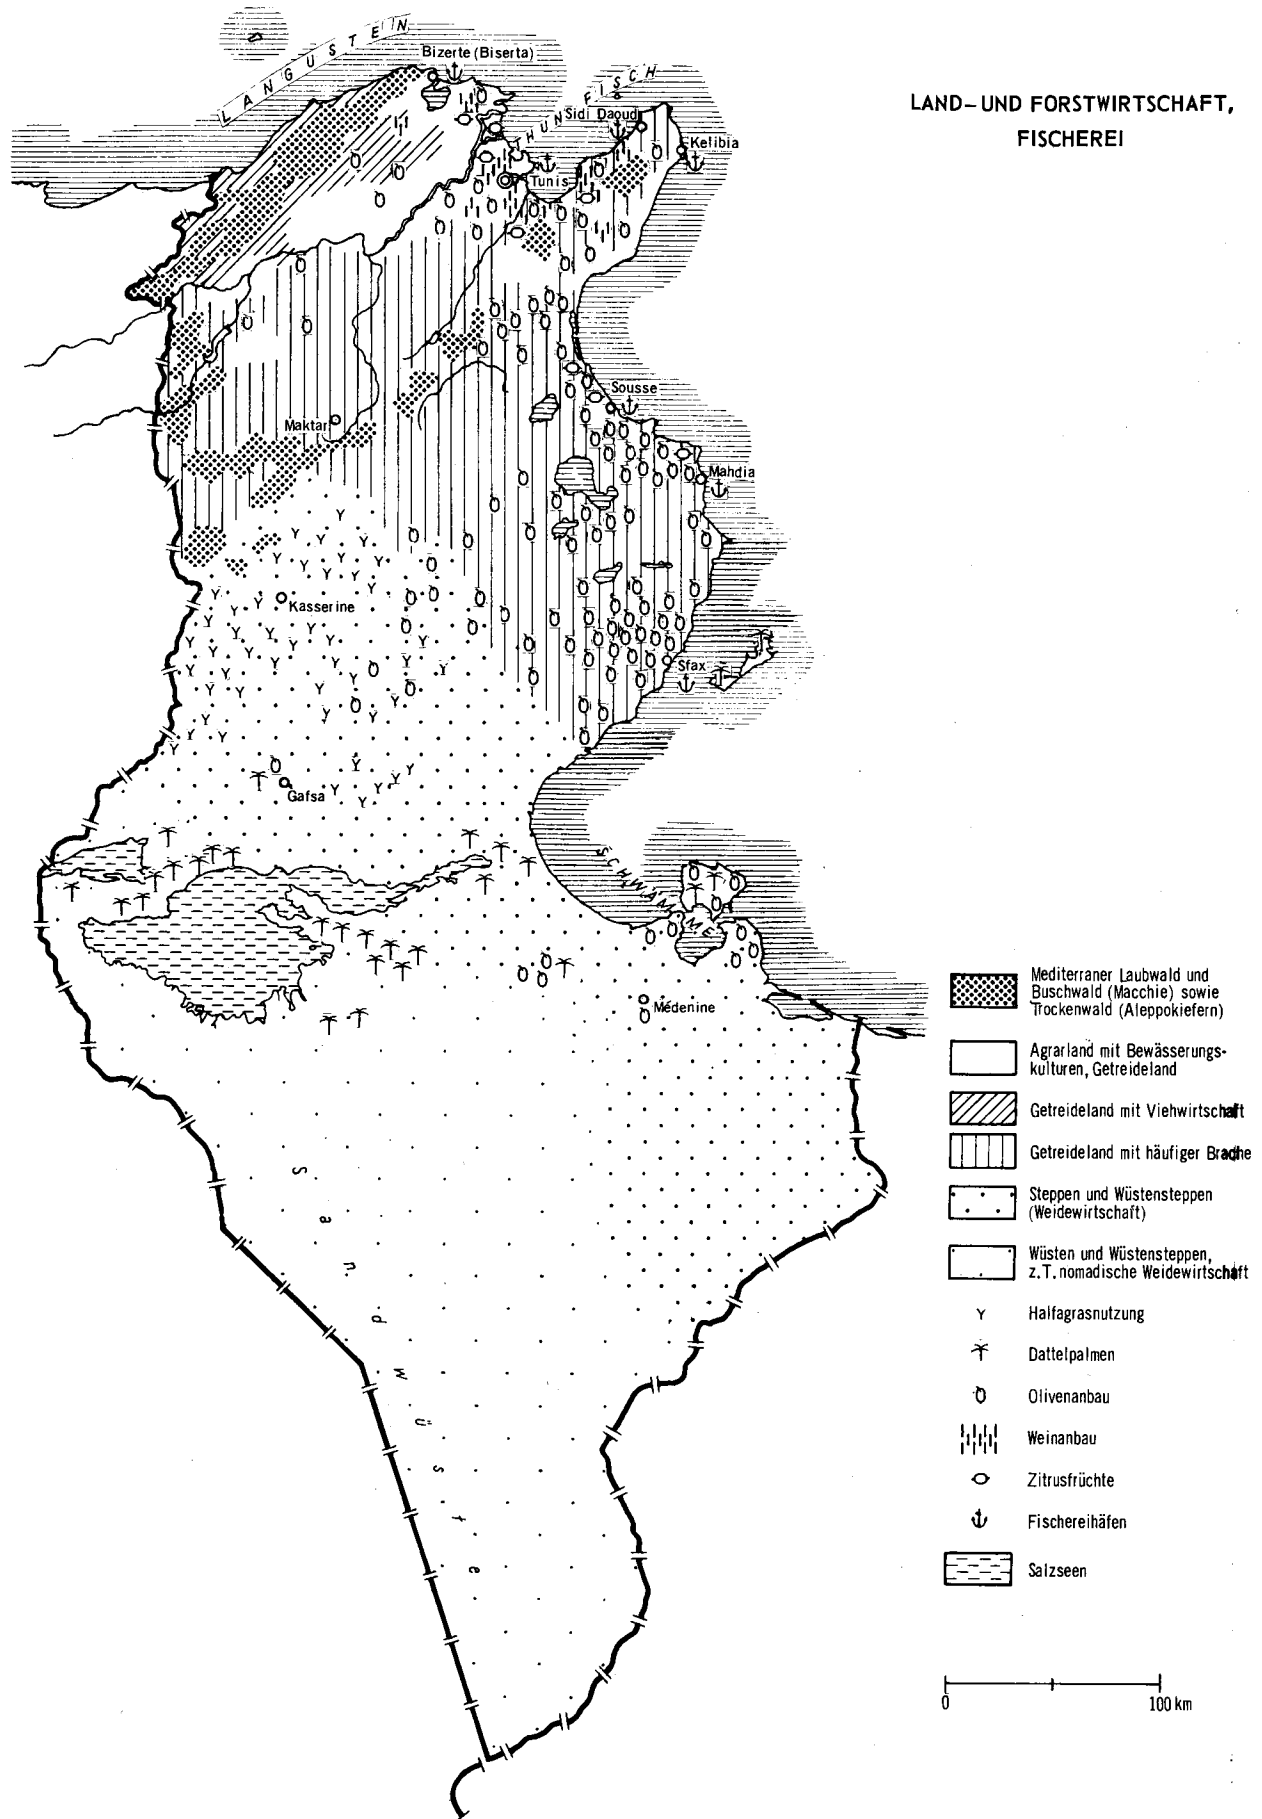 LAND- UND FORSTWIRTSCHAFT,
FISCHEREI
LANGUSTEN
Bizerte (Biserta)
THUNFISCH
Sidi Daoud
Kelibia
Tunis
Sousse
Maktar
Mahdia
Kasserine
Sfax
Gafsa
SCHWÄMME
Médenine
Sandwüste
Mediterraner Laubwald und
Buschwald (Macchie) sowie
Trockenwald (Aleppokiefern)
Agrarland mit Bewässerungs-
kulturen, Getreideland
Getreideland mit Viehwirtschaft
Getreideland mit häufiger Brache
Steppen und Wüstensteppen
(Weidewirtschaft)
Wüsten und Wüstensteppen,
z.T. nomadische Weidewirtschaft
Halfagrasnutzung
Dattelpalmen
Olivenanbau
Weinanbau
Zitrusfrüchte
Fischereihäfen
Salzseen
0 100 km